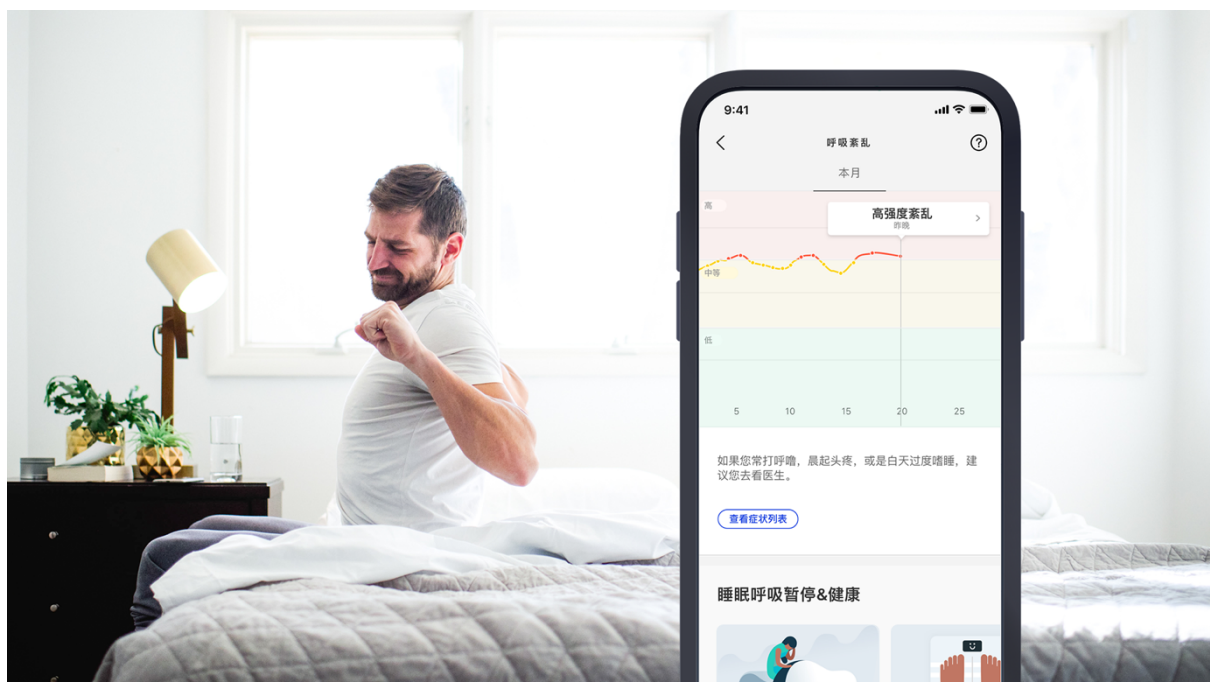 9:41
呼吸紊乱
本月
高
高强度紊乱
昨晚
中等
低
5 10 15 20 25
如果您常打呼噜，晨起头疼，或是白天过度嗜睡，建
议您去看医生。
查看症状列表
睡眠呼吸暂停&健康